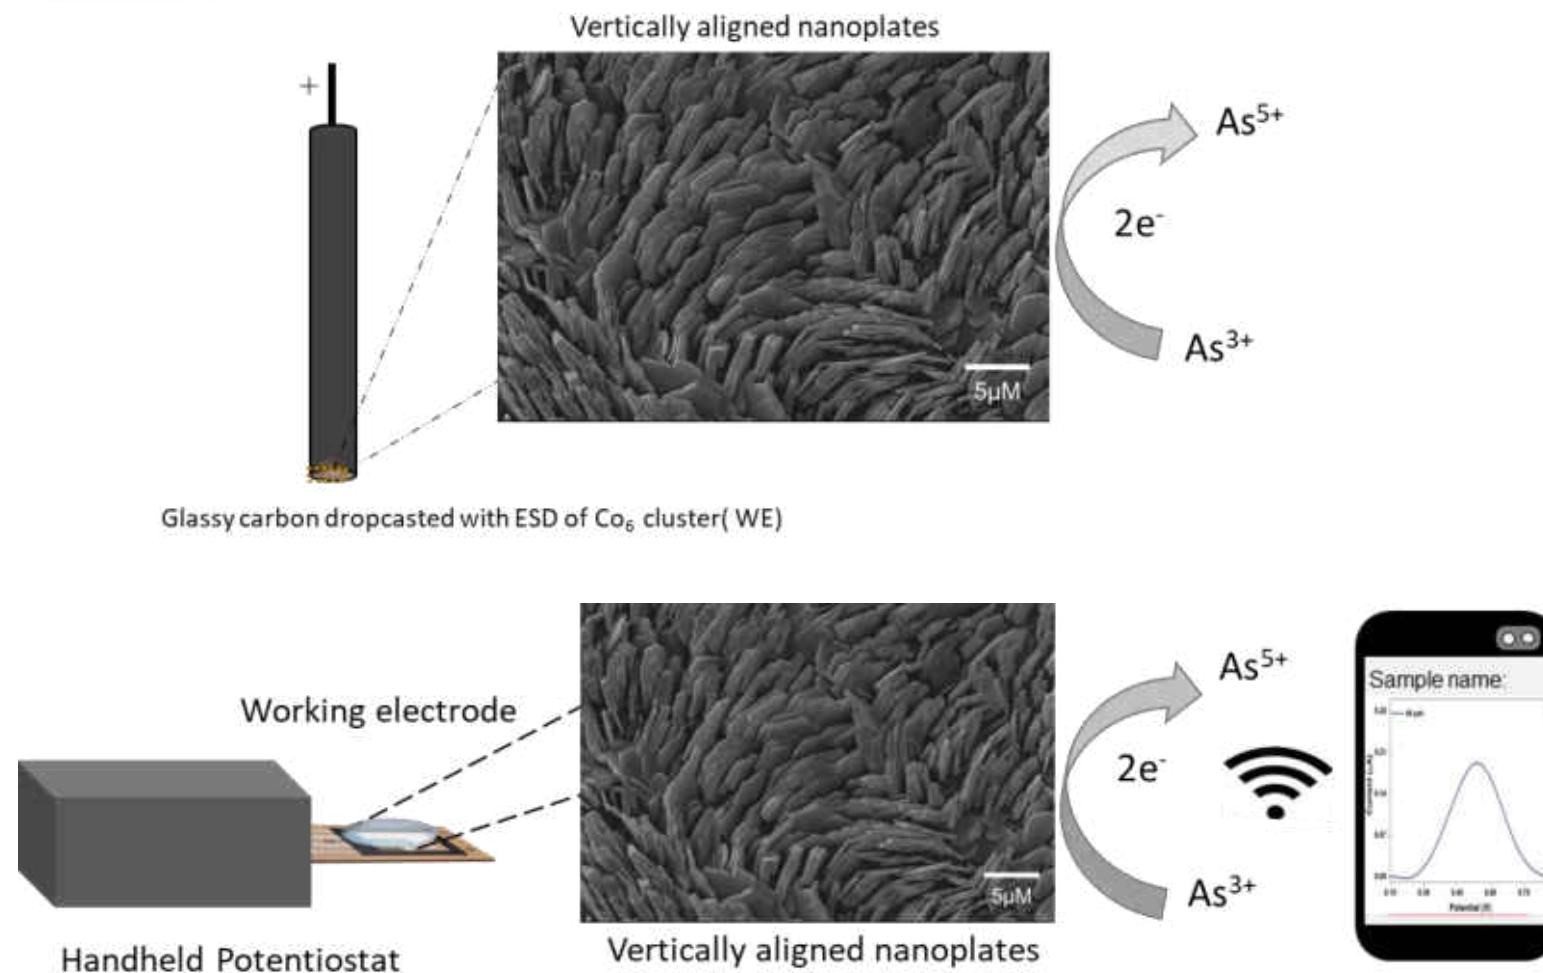 Vertically aligned nanoplates
+
As⁵⁺
2e⁻
As³⁺
5μM
Glassy carbon dropcasted with ESD of Co₆ cluster( WE)
Working electrode
As⁵⁺
2e⁻
As³⁺
5μM
Sample name:
Potential (V)
Handheld Potentiostat
Vertically aligned nanoplates